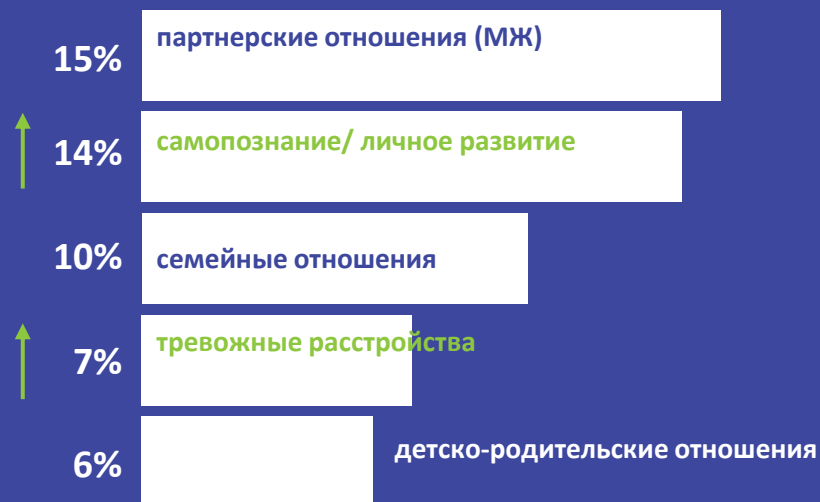 15%
партнерские отношения (МЖ)
14%
самопознание/ личное развитие
10%
семейные отношения
7%
тревожные расстройства
6%
детско-родительские отношения